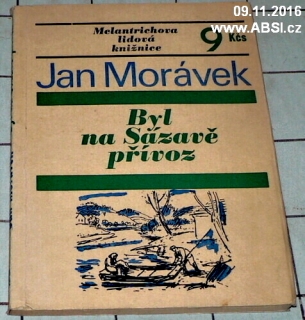 09.11.2016
www.ABSI.cz
Melantrichova
lidová
knižnice
9 Kčs
Jan Morávek
Byl
na Sázavě
přívoz